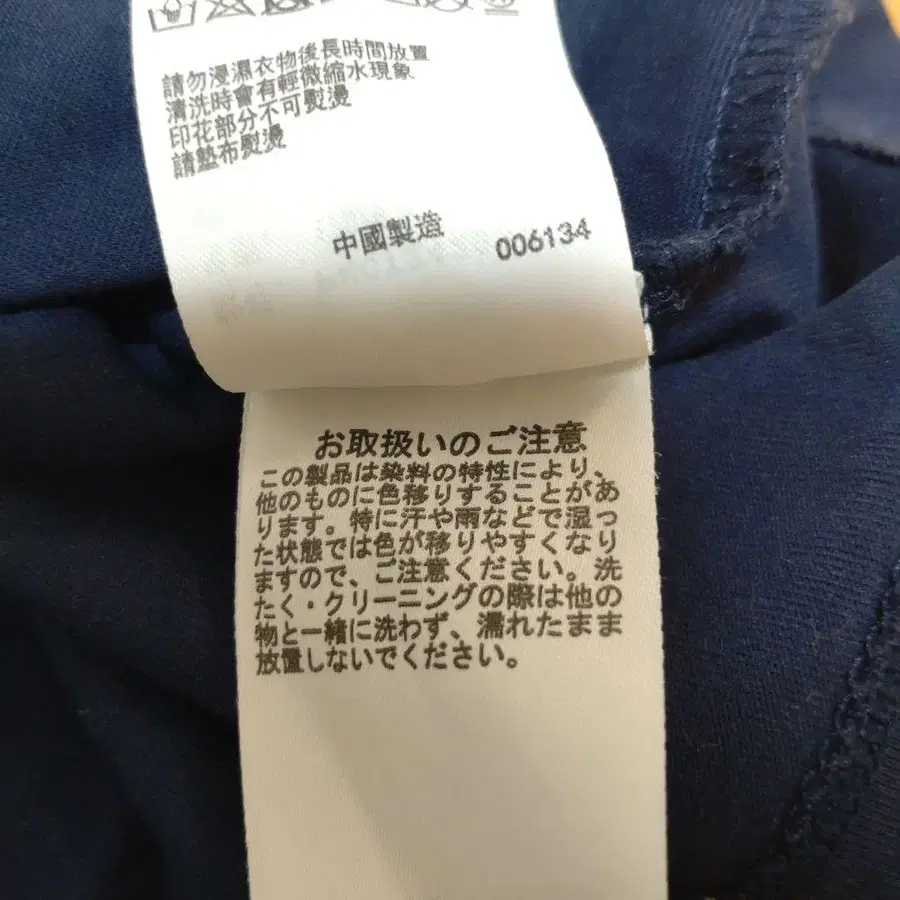 請勿浸濕衣物後長時間放置
清洗時會有輕微縮水現象
印花部分不可熨燙
請墊布熨燙
中國製造
006134
お取扱いのご注意
この製品は染料の特性により、
他のものに色移りすることがあ
ります。特に汗や雨などで湿っ
た状態では色が移りやすくなり
ますので、ご注意ください。洗
たく・クリーニングの際は他の
物と一緒に洗わず、濡れたまま
放置しないでください。